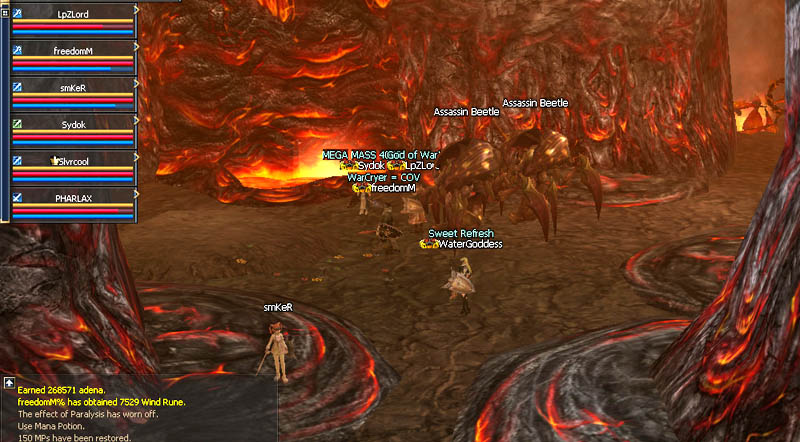 LpZLord
freedomM
smKeR
Sydok
Slvrcool
PHARLAX
Assassin Beetle
Assassin Beetle
MEGA MASS God of War
Sydok LpZLo
WarCryer = COV
freedomM
Sweet Refresh
WaterGoddess
smKeR
Earned 268571 adena.
freedomM% has obtained 7529 Wind Rune.
The effect of Paralysis has worn off.
Use Mana Potion.
150 MPs have been restored.